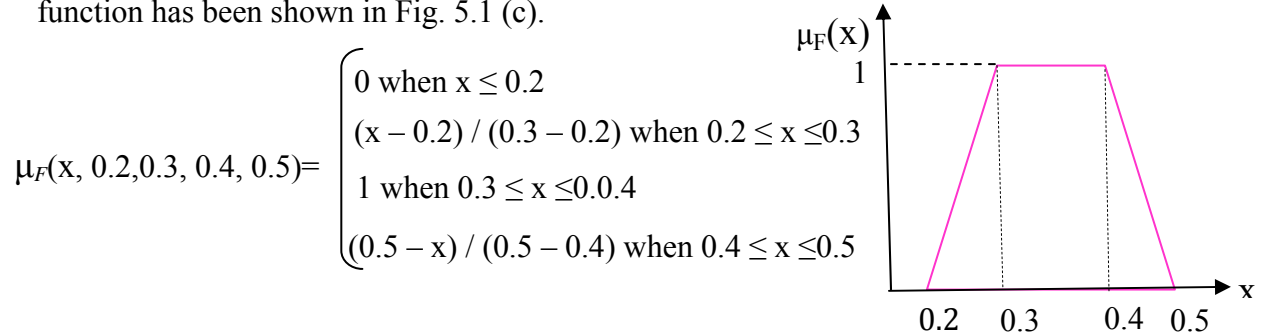 function has been shown in Fig. 5.1 (c).
0 when x ≤ 0.2
(x – 0.2) / (0.3 – 0.2) when 0.2 ≤ x ≤0.3
μF(x, 0.2,0.3, 0.4, 0.5)=
1 when 0.3 ≤ x ≤0.0.4
(0.5 – x) / (0.5 – 0.4) when 0.4 ≤ x ≤0.5
μF(x)
1
x
0.2 0.3 0.4 0.5